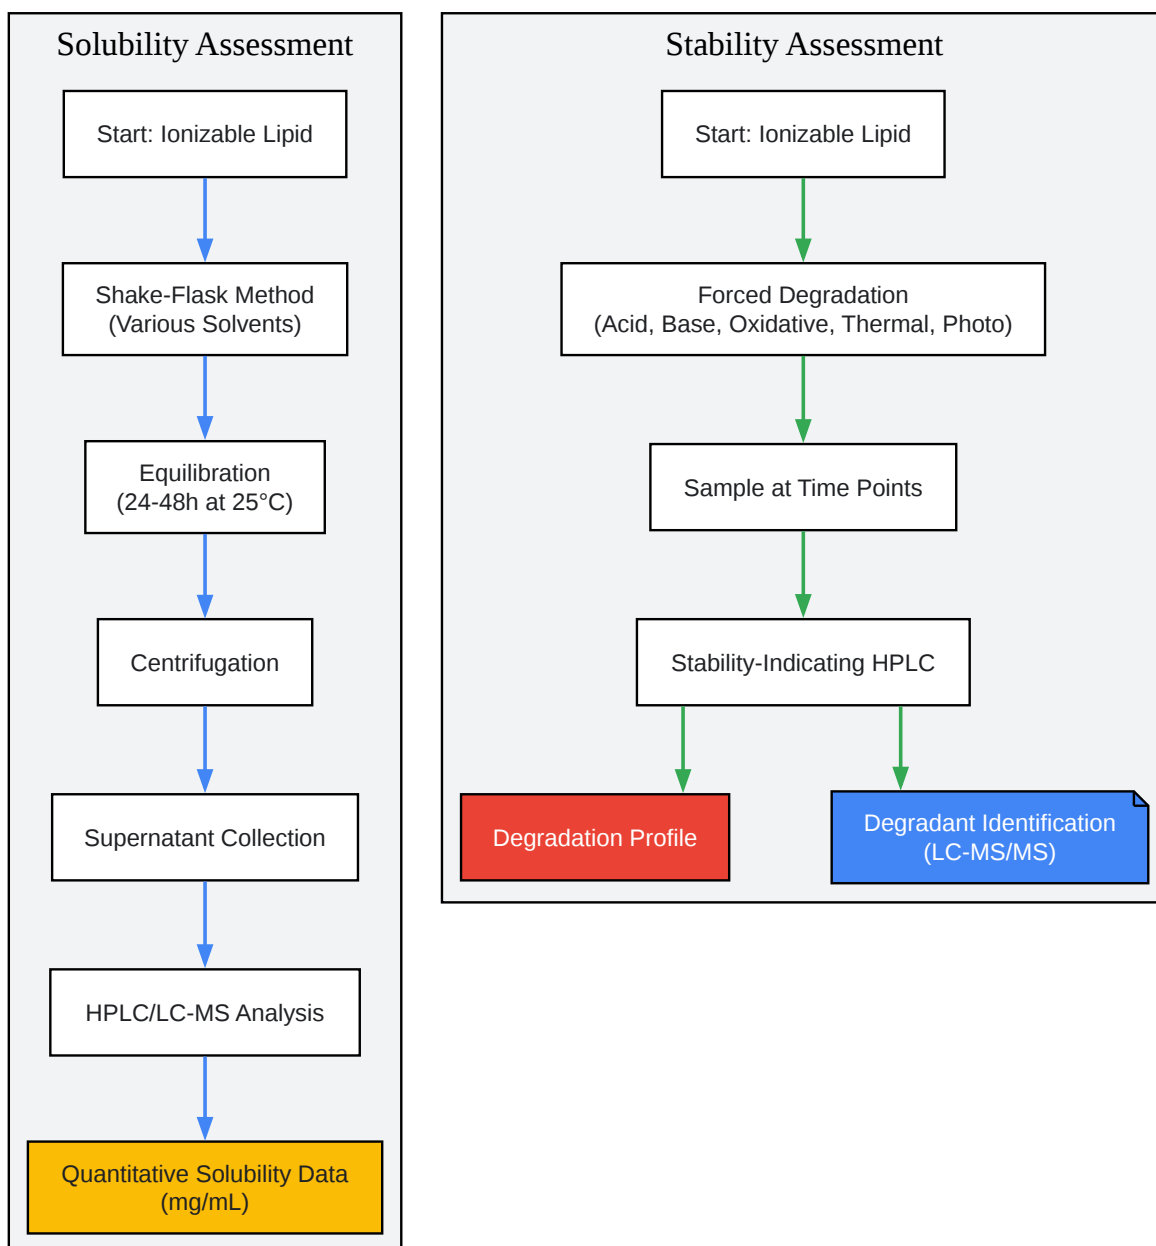 Solubility Assessment
Start: Ionizable Lipid
Shake-Flask Method
(Various Solvents)
Equilibration
(24-48h at 25°C)
Centrifugation
Supernatant Collection
HPLC/LC-MS Analysis
Quantitative Solubility Data
(mg/mL)
Stability Assessment
Start: Ionizable Lipid
Forced Degradation
(Acid, Base, Oxidative, Thermal, Photo)
Sample at Time Points
Stability-Indicating HPLC
Degradation Profile
Degradant Identification
(LC-MS/MS)